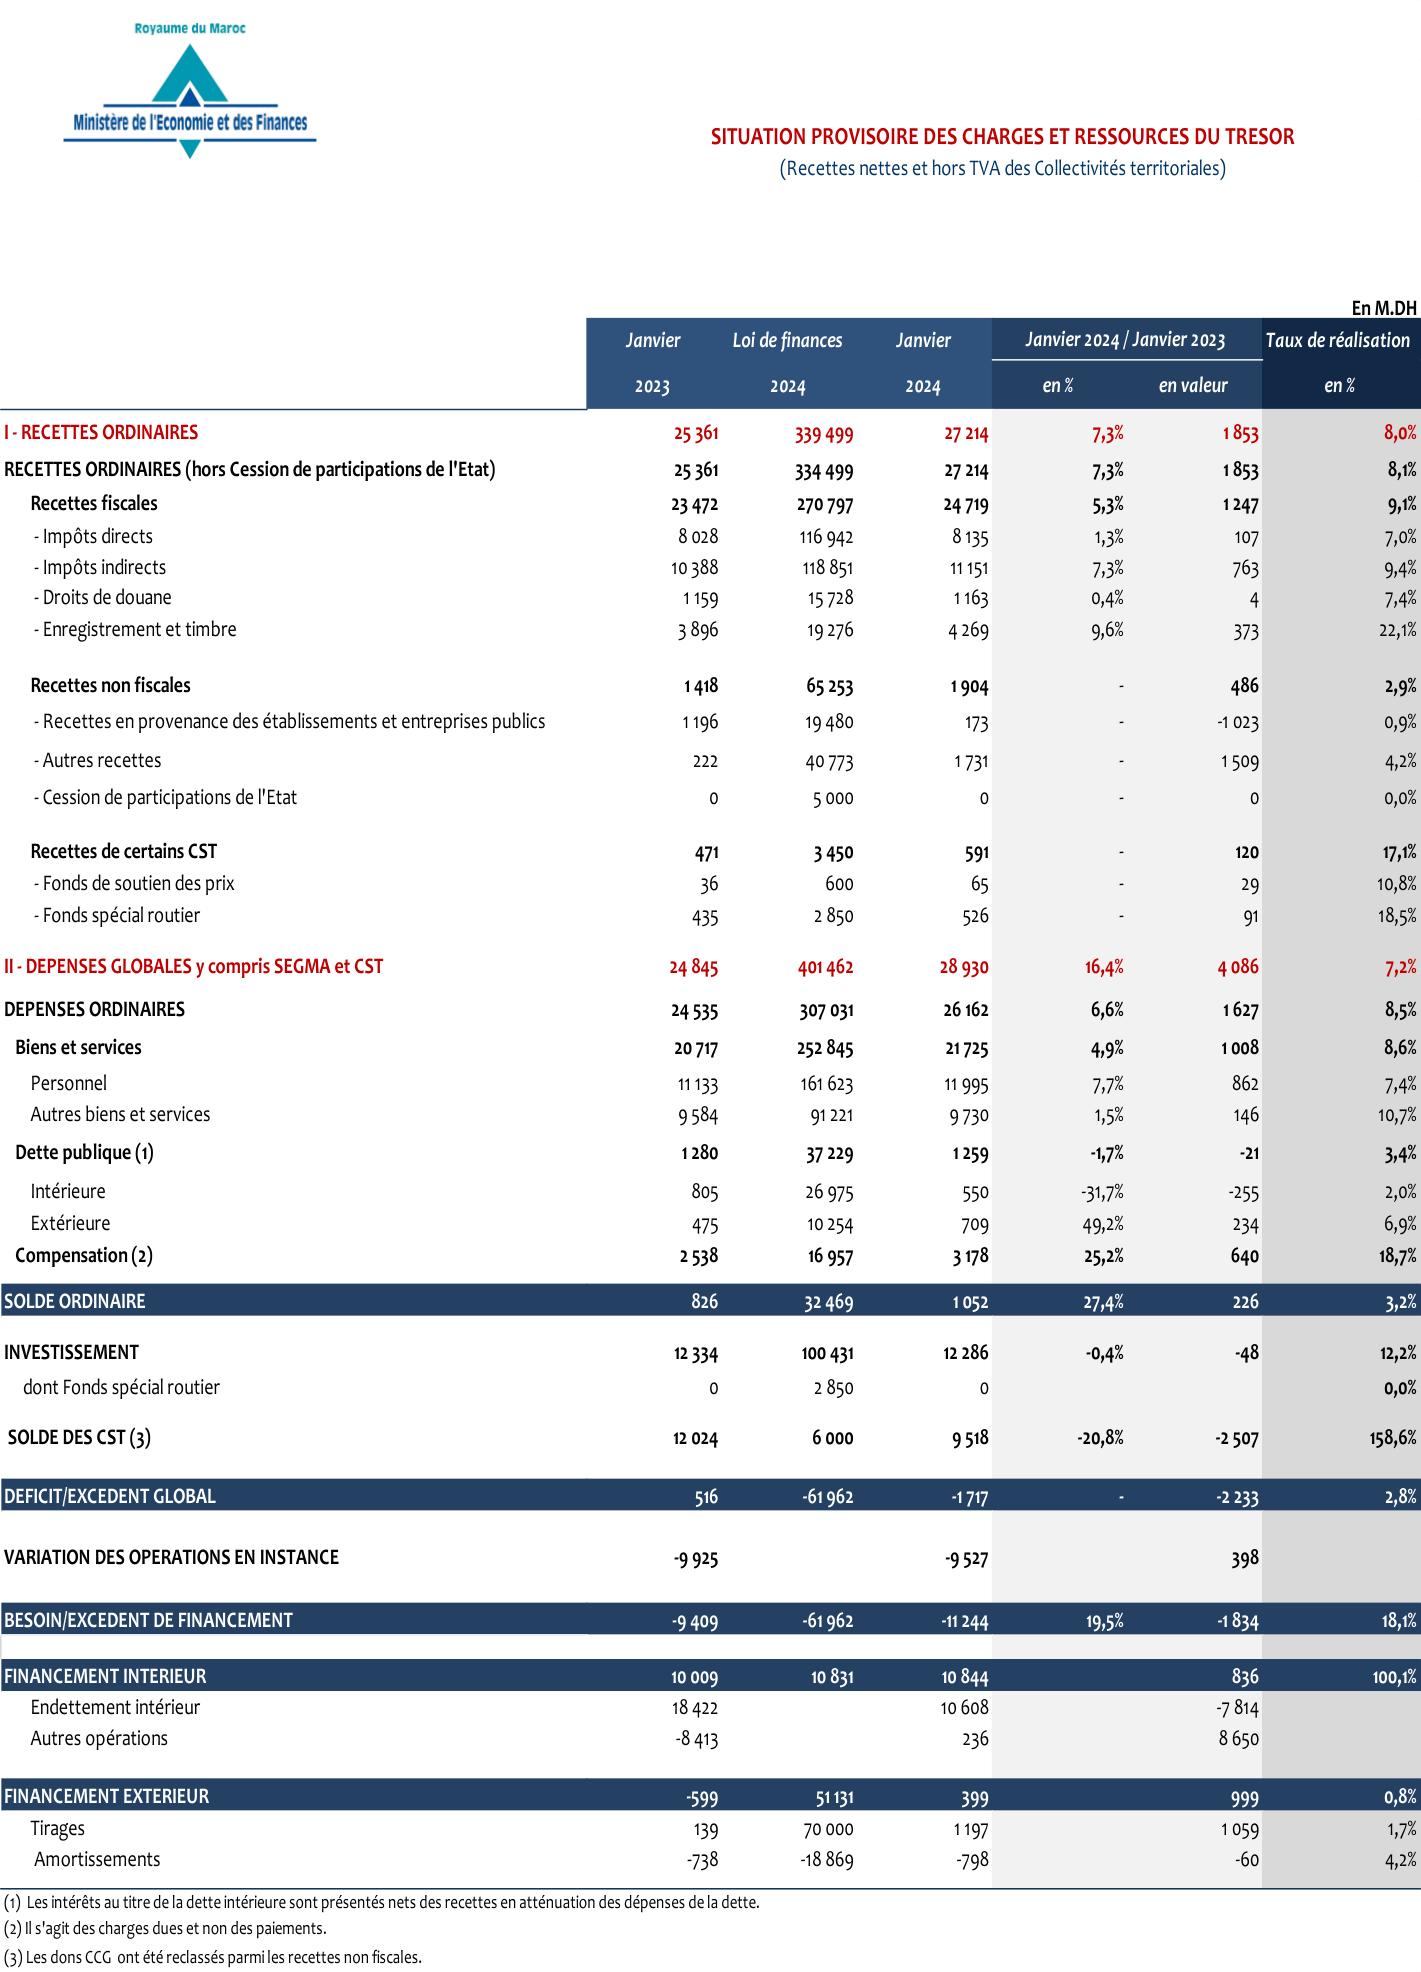 Royaume du Maroc
Ministère de l'Economie et des Finances
SITUATION PROVISOIRE DES CHARGES ET RESSOURCES DU TRESOR
(Recettes nettes et hors TVA des Collectivités territoriales)
En M.DH
Janvier Loi de finances Janvier Janvier 2024 / Janvier 2023 Taux de réalisation
2023 2024 2024 en % en valeur en %
I - RECETTES ORDINAIRES 25 361 339 499 27 214 7,3% 1 853 8,0%
RECETTES ORDINAIRES (hors Cession de participations de l'Etat) 25 361 334 499 27 214 7,3% 1 853 8,1%
Recettes fiscales 23 472 270 797 24 719 5,3% 1 247 9,1%
- Impôts directs 8 028 116 942 8 135 1,3% 107 7,0%
- Impôts indirects 10 388 118 851 11 151 7,3% 763 9,4%
- Droits de douane 1 159 15 728 1 163 0,4% 4 7,4%
- Enregistrement et timbre 3 896 19 276 4 269 9,6% 373 22,1%
Recettes non fiscales 1 418 65 253 1 904 - 486 2,9%
- Recettes en provenance des établissements et entreprises publics 1 196 19 480 173 - -1 023 0,9%
- Autres recettes 222 40 773 1 731 - 1 509 4,2%
- Cession de participations de l'Etat 0 5 000 0 - 0 0,0%
Recettes de certains CST 471 3 450 591 - 120 17,1%
- Fonds de soutien des prix 36 600 65 - 29 10,8%
- Fonds spécial routier 435 2 850 526 - 91 18,5%
II - DEPENSES GLOBALES y compris SEGMA et CST 24 845 401 462 28 930 16,4% 4 086 7,2%
DEPENSES ORDINAIRES 24 535 307 031 26 162 6,6% 1 627 8,5%
Biens et services 20 717 252 845 21 725 4,9% 1 008 8,6%
Personnel 11 133 161 623 11 995 7,7% 862 7,4%
Autres biens et services 9 584 91 221 9 730 1,5% 146 10,7%
Dette publique (1) 1 280 37 229 1 259 -1,7% -21 3,4%
Intérieure 805 26 975 550 -31,7% -255 2,0%
Extérieure 475 10 254 709 49,2% 234 6,9%
Compensation (2) 2 538 16 957 3 178 25,2% 640 18,7%
SOLDE ORDINAIRE 826 32 469 1 052 27,4% 226 3,2%
INVESTISSEMENT 12 334 100 431 12 286 -0,4% -48 12,2%
dont Fonds spécial routier 0 2 850 0 0,0%
SOLDE DES CST (3) 12 024 6 000 9 518 -20,8% -2 507 158,6%
DEFICIT/EXCEDENT GLOBAL 516 -61 962 -1 717 - -2 233 2,8%
VARIATION DES OPERATIONS EN INSTANCE -9 925 -9 527 398
BESOIN/EXCEDENT DE FINANCEMENT -9 409 -61 962 -11 244 19,5% -1 834 18,1%
FINANCEMENT INTERIEUR 10 009 10 831 10 844 836 100,1%
Endettement intérieur 18 422 10 608 -7 814
Autres opérations -8 413 236 8 650
FINANCEMENT EXTERIEUR -599 51 131 399 999 0,8%
Tirages 139 70 000 1 197 1 059 1,7%
Amortissements -738 -18 869 -798 -60 4,2%
(1) Les intérêts au titre de la dette intérieure sont présentés nets des recettes en atténuation des dépenses de la dette.
(2) Il s'agit des charges dues et non des paiements.
(3) Les dons CCG ont été reclassés parmi les recettes non fiscales.